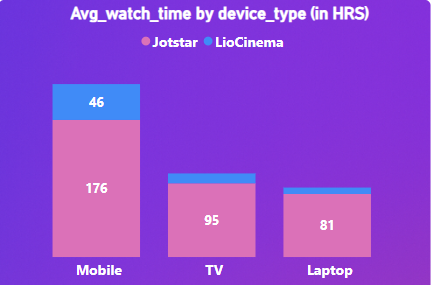 Avg_watch_time by device_type (in HRS)
Jotstar LioCinema
46
176
95
81
Mobile TV Laptop